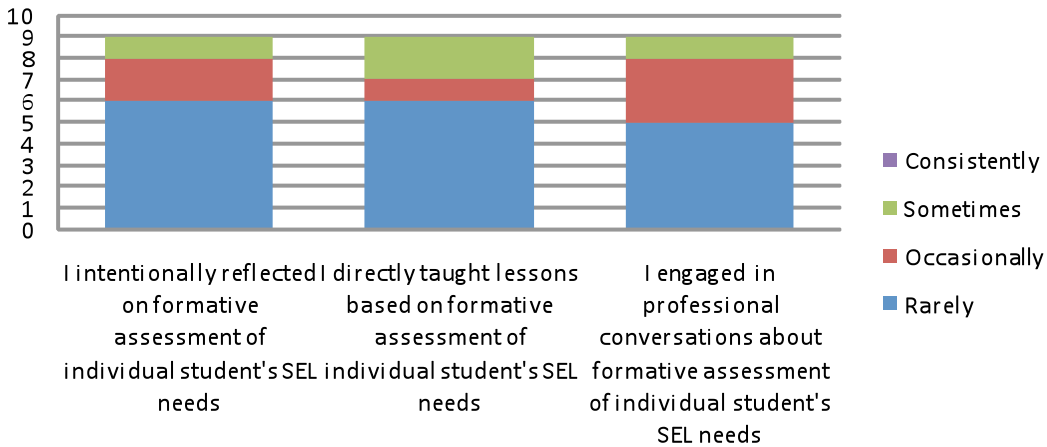 10
9
8
7
6
5
4
3
2
1
0
I intentionally reflected
on formative
assessment of
individual student's SEL
needs
I directly taught lessons
based on formative
assessment of
individual student's SEL
needs
I engaged in
professional
conversations about
formative assessment
of individual student's
SEL needs
Consistently
Sometimes
Occasionally
Rarely